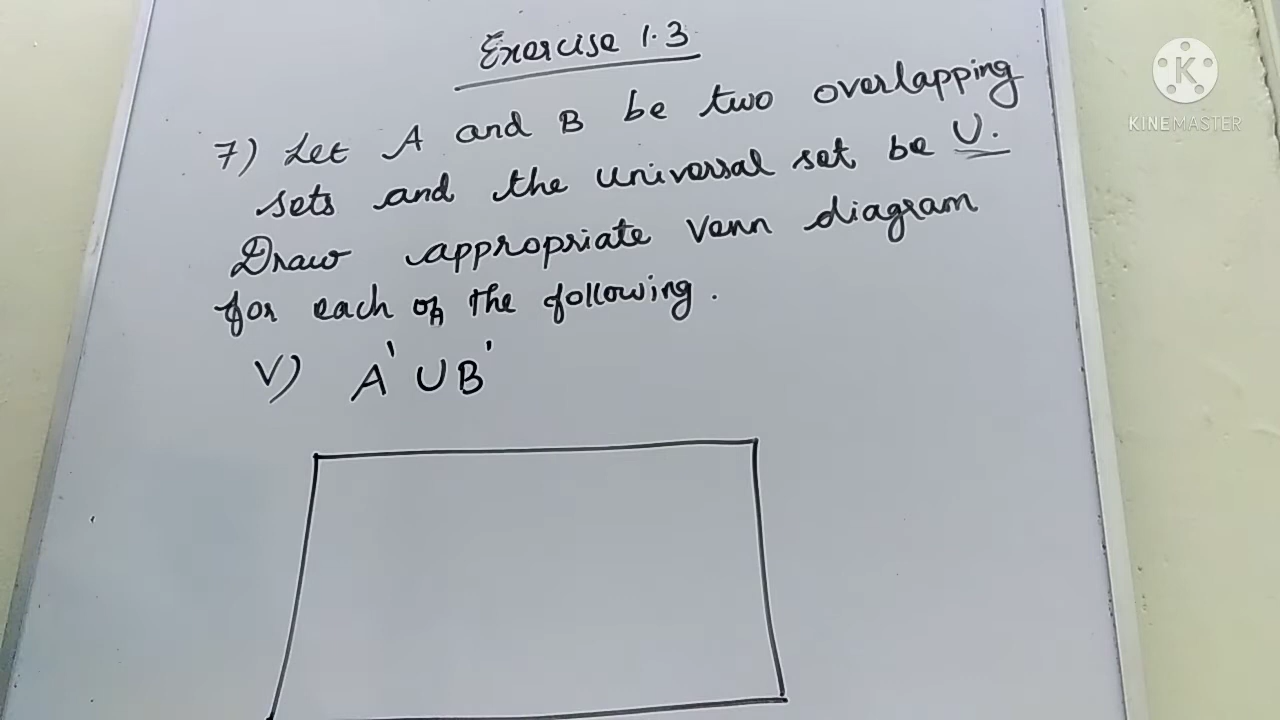 Exercise 1.3
K
KINEMASTER
7) Let A and B be two overlapping
sets and the universal set be U.
Draw appropriate Venn diagram
for each of the following.
V) A' U B'